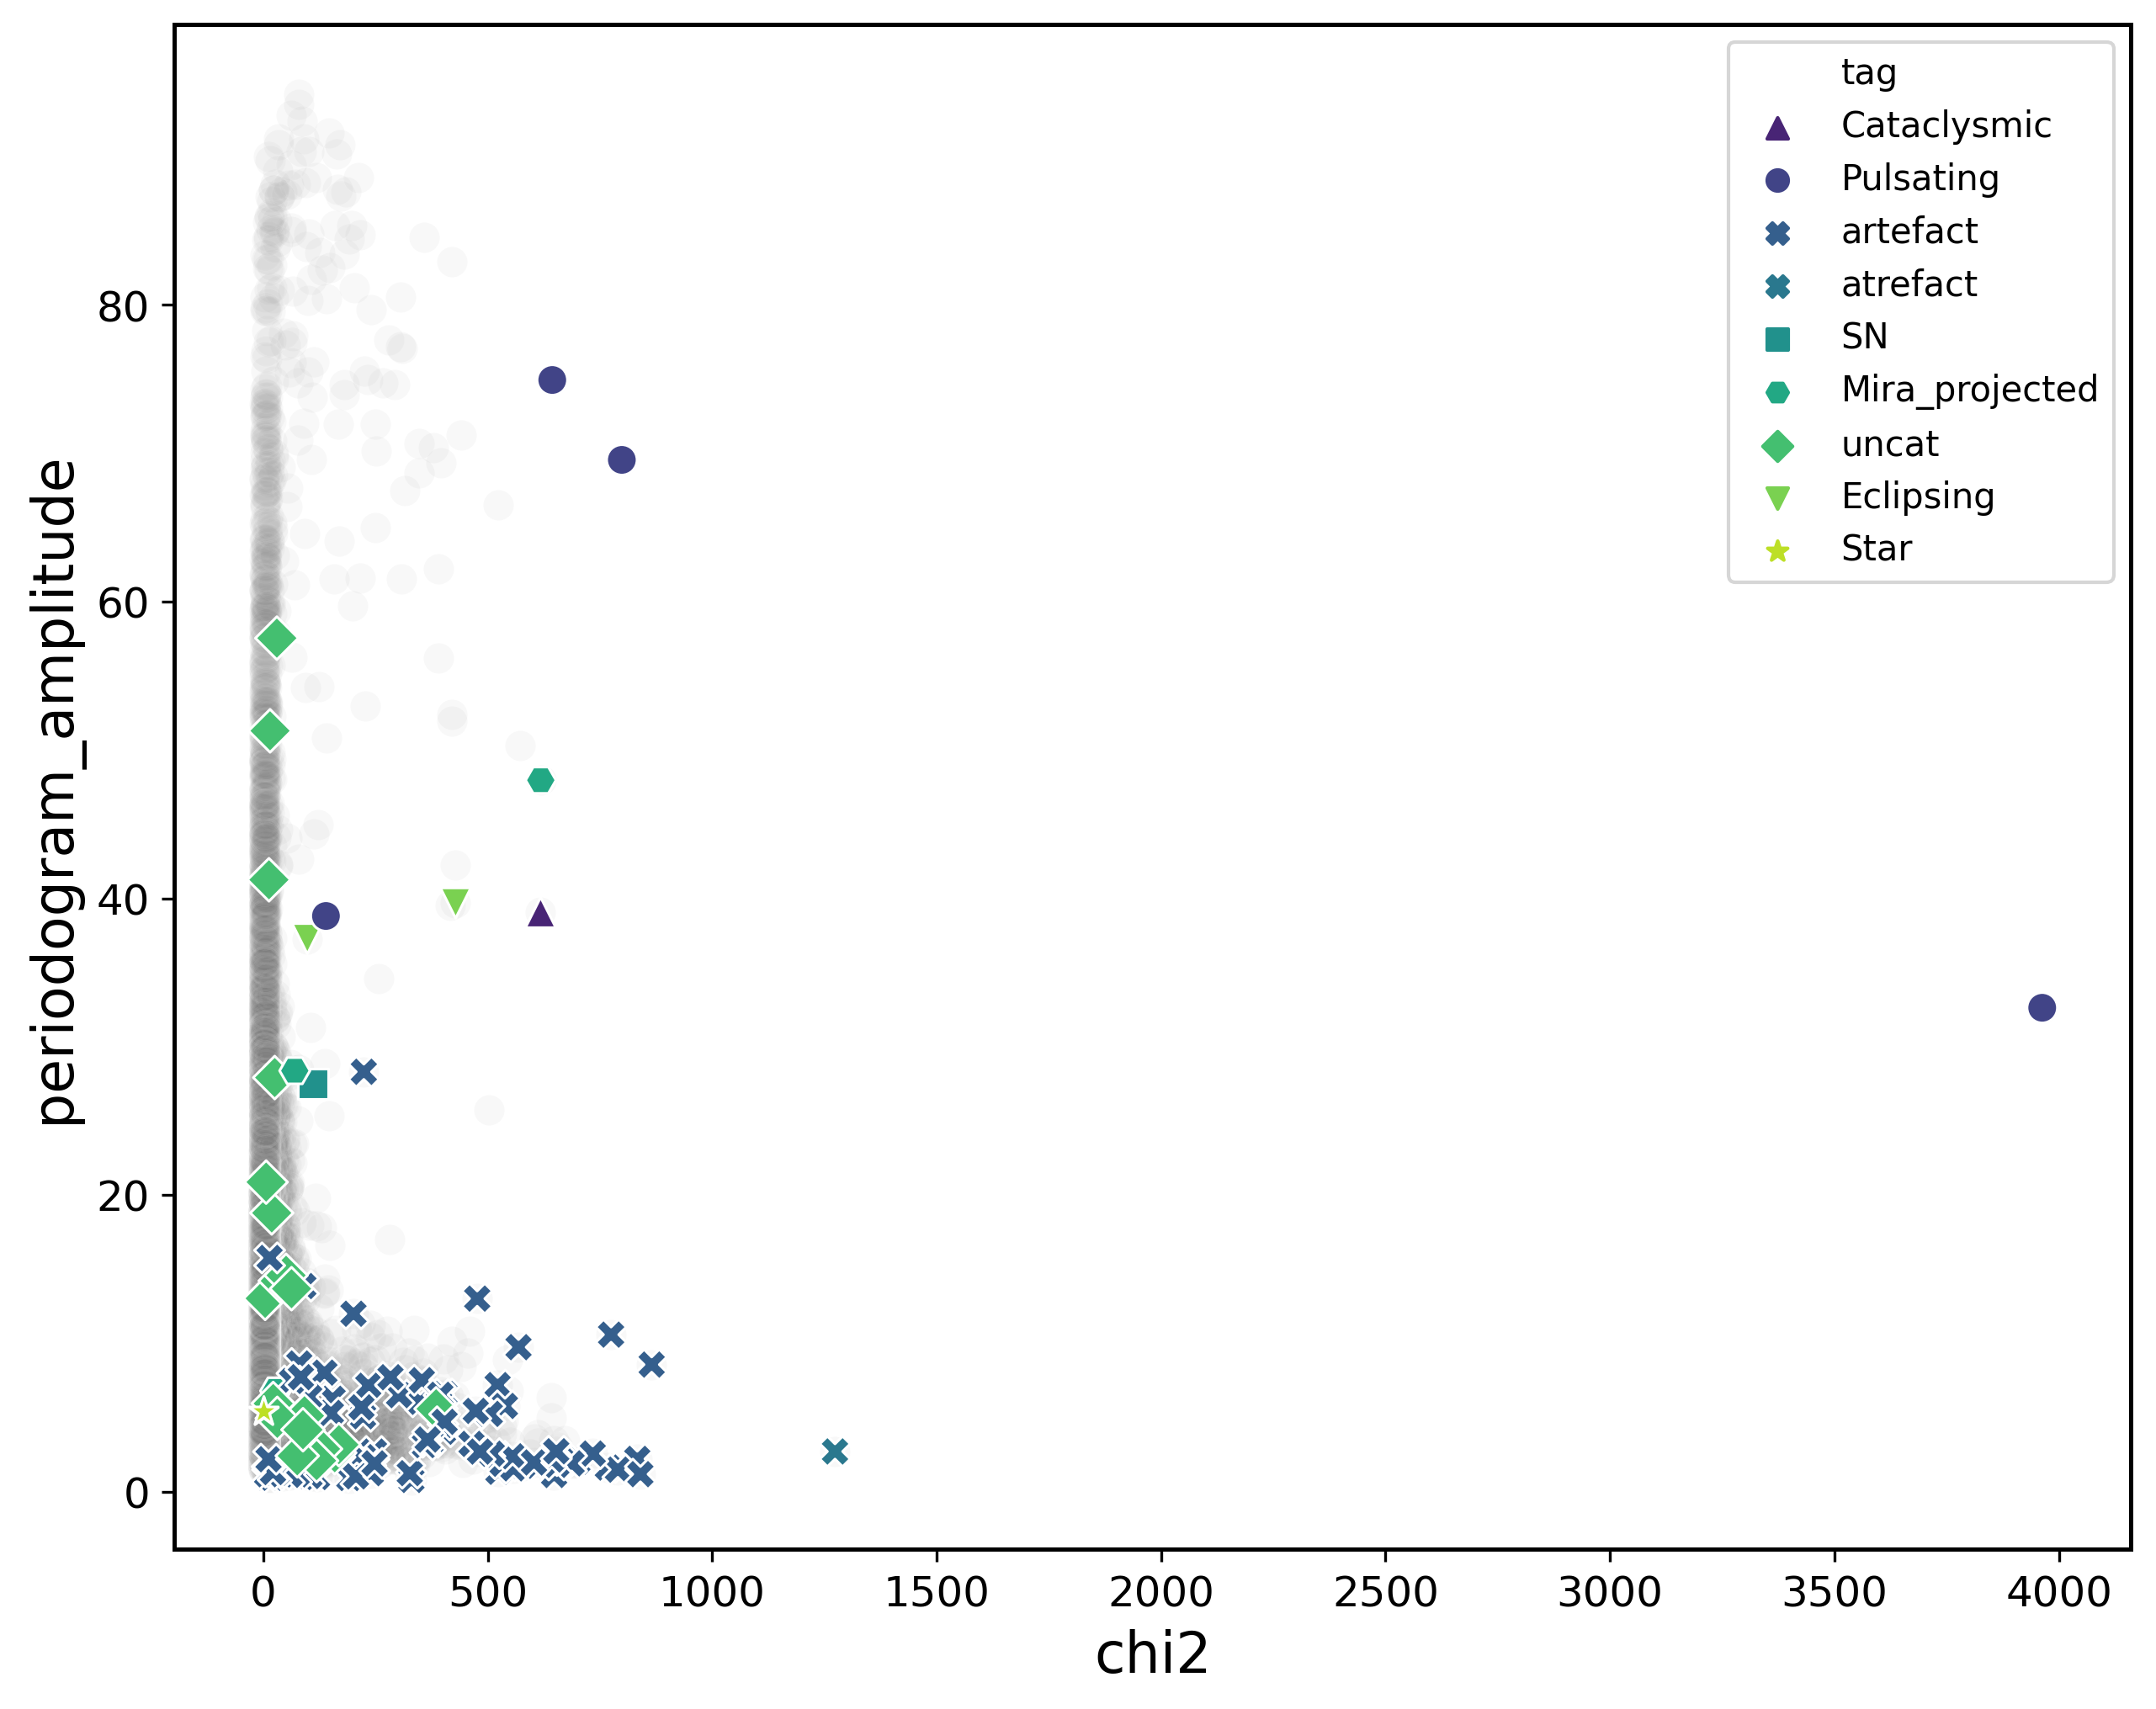 tag
Cataclysmic
Pulsating
artefact
atrefact
SN
Mira_projected
uncat
Eclipsing
Star
periodogram_amplitude
80
60
40
20
0
0 500 1000 1500 2000 2500 3000 3500 4000
chi2